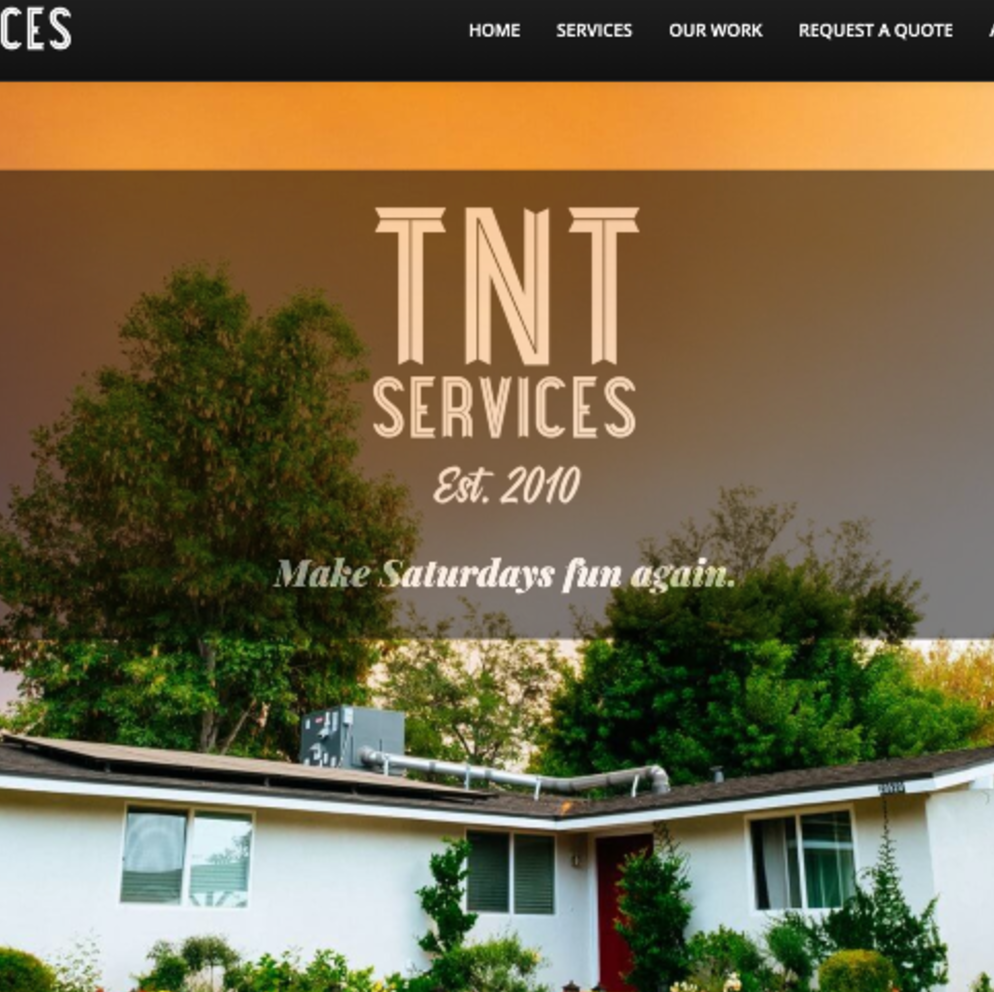 CES
HOME SERVICES OUR WORK REQUEST A QUOTE
TNT
SERVICES
Est. 2010
Make Saturdays fun again.